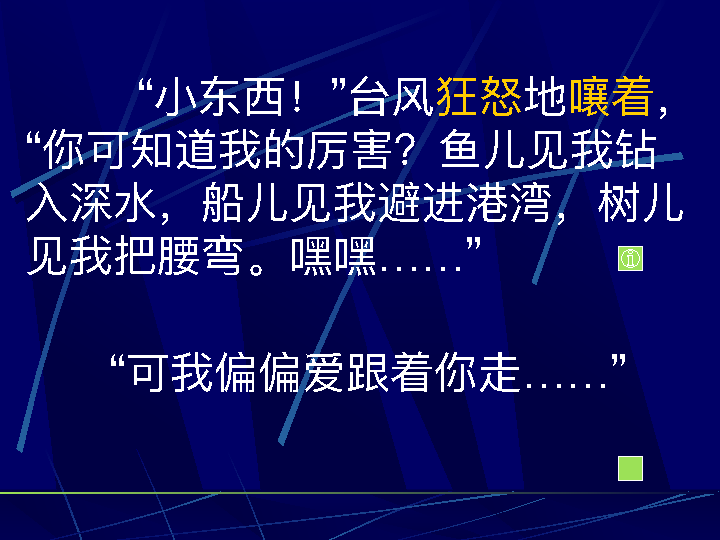 “小东西！”台风狂怒地嚷着，
“你可知道我的厉害？鱼儿见我钻
入深水，船儿见我避进港湾，树儿
见我把腰弯。嘿嘿……”
“可我偏偏爱跟着你走……”